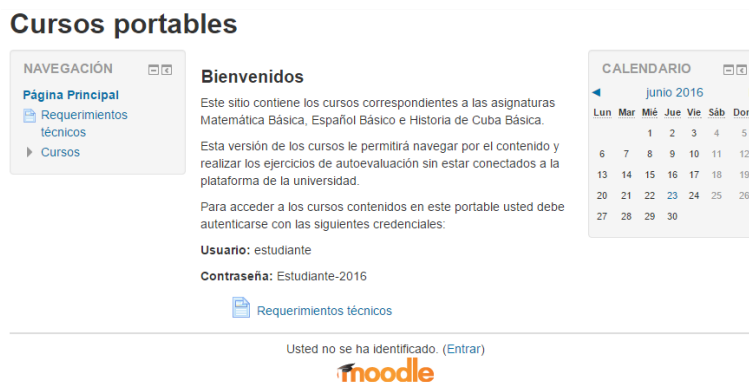 Cursos portables
NAVEGACIÓN
Página Principal
Requerimientos
técnicos
Cursos
Bienvenidos
Este sitio contiene los cursos correspondientes a las asignaturas
Matemática Básica, Español Básico e Historia de Cuba Básica.
Esta versión de los cursos le permitirá navegar por el contenido y
realizar los ejercicios de autoevaluación sin estar conectados a la
plataforma de la universidad.
Para acceder a los cursos contenidos en este portable usted debe
autenticarse con las siguientes credenciales:
Usuario: estudiante
Contraseña: Estudiante-2016
Requerimientos técnicos
CALENDARIO
junio 2016
Lun Mar Mié Jue Vie Sáb Dom
1 2 3 4 5
6 7 8 9 10 11 12
13 14 15 16 17 18 19
20 21 22 23 24 25 26
27 28 29 30
Usted no se ha identificado. (Entrar)
moodle